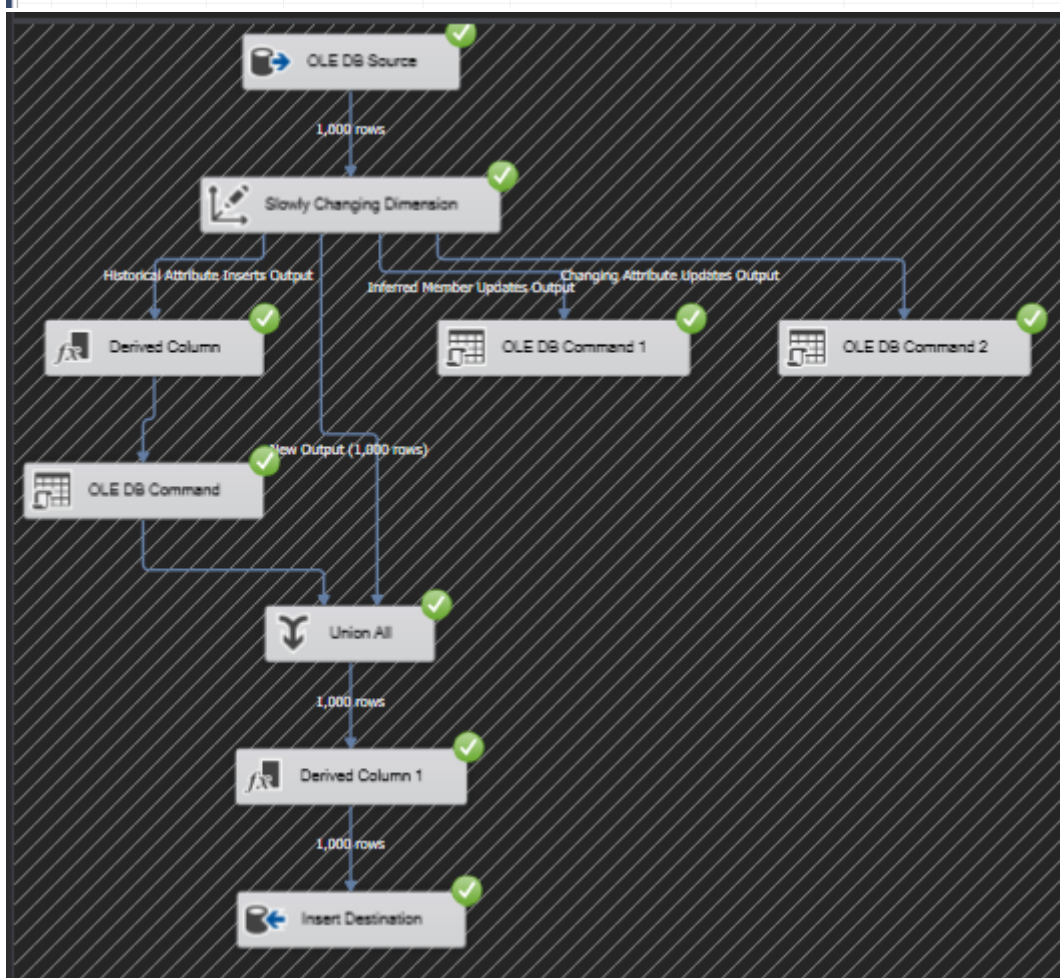 OLE DB Source
1,000 rows
Slowly Changing Dimension
Historical Attribute Inserts Output
Inferred Member Updates Output
Changing Attribute Updates Output
Derived Column
OLE DB Command 1
OLE DB Command 2
New Output (1,000 rows)
OLE DB Command
Union All
1,000 rows
Derived Column 1
1,000 rows
Insert Destination